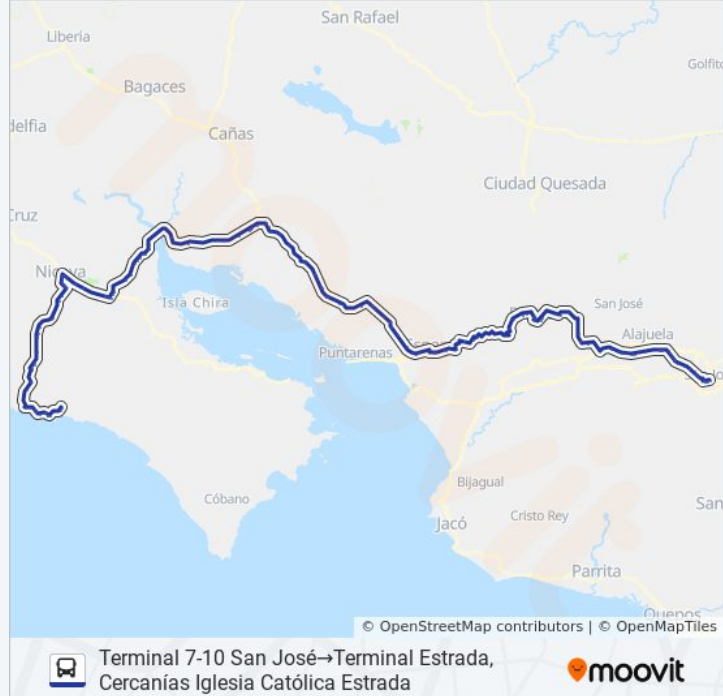 San Rafael
Liberia
Golfito
Bagaces
delfia
Cañas
Ciudad Quesada
Cruz
Nicoya
Isla Chira
San José
Alajuela
Puntarenas
Bijagual
Cóbano
Cristo Rey
San
Jacó
Parrita
Quepos
© OpenStreetMap contributors | © OpenMapTiles
Terminal 7-10 San José→Terminal Estrada,
Cercanías Iglesia Católica Estrada
moovit